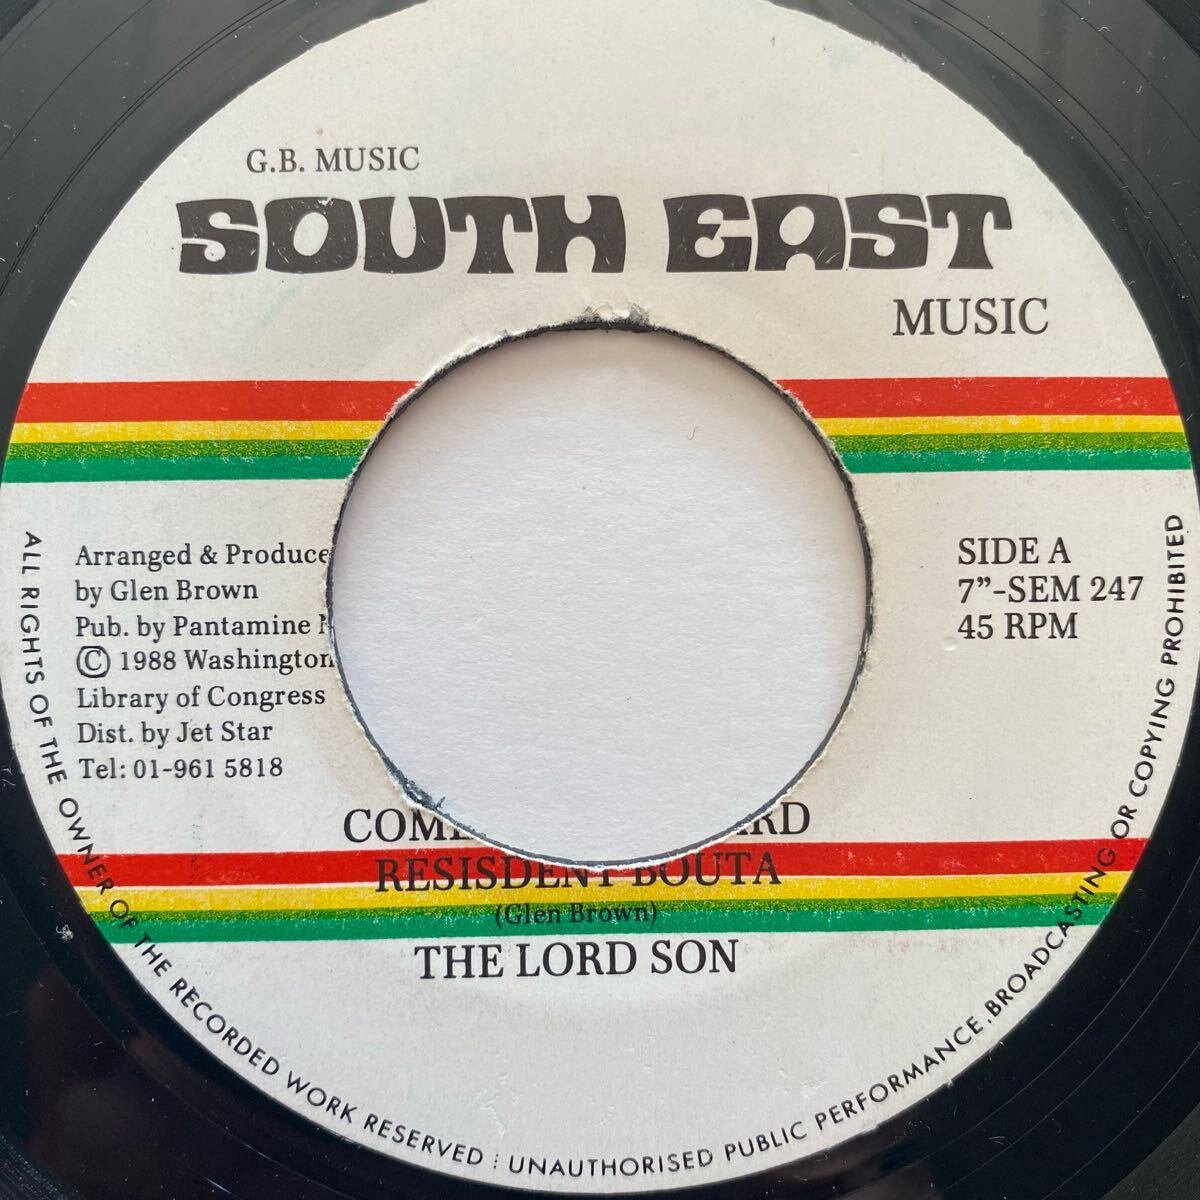 G.B. MUSIC
SOUTH EAST
MUSIC
Arranged & Produce
by Glen Brown
Pub. by Pantamine
© 1988 Washington
Library of Congress
Dist. by Jet Star
Tel: 01-961 5818
SIDE A
7”-SEM 247
45 RPM
RESISDENT BOUTA
(Glen Brown)
THE LORD SON
ALL RIGHTS OF THE OWNER OF THE RECORDED WORK RESERVED : UNAUTHORISED PUBLIC PERFORMANCE, BROADCASTING OR COPYING PROHIBITED